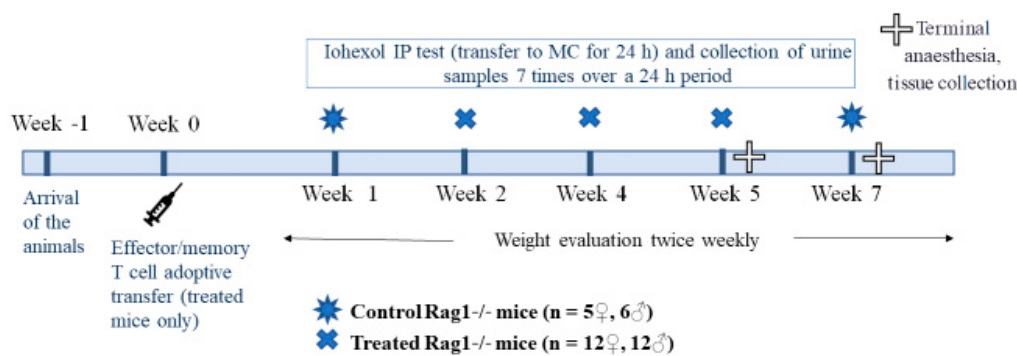 Iohexol IP test (transfer to MC for 24 h) and collection of urine
samples 7 times over a 24 h period
Terminal
anaesthesia,
tissue collection
Week -1
Week 0
Week 1
Week 2
Week 4
Week 5
Week 7
Arrival
of the
animals
Effector/memory
T cell adoptive
transfer (treated
mice only)
Weight evaluation twice weekly
Control Rag1-/- mice (n = 5♀, 6♂)
Treated Rag1-/- mice (n = 12♀, 12♂)